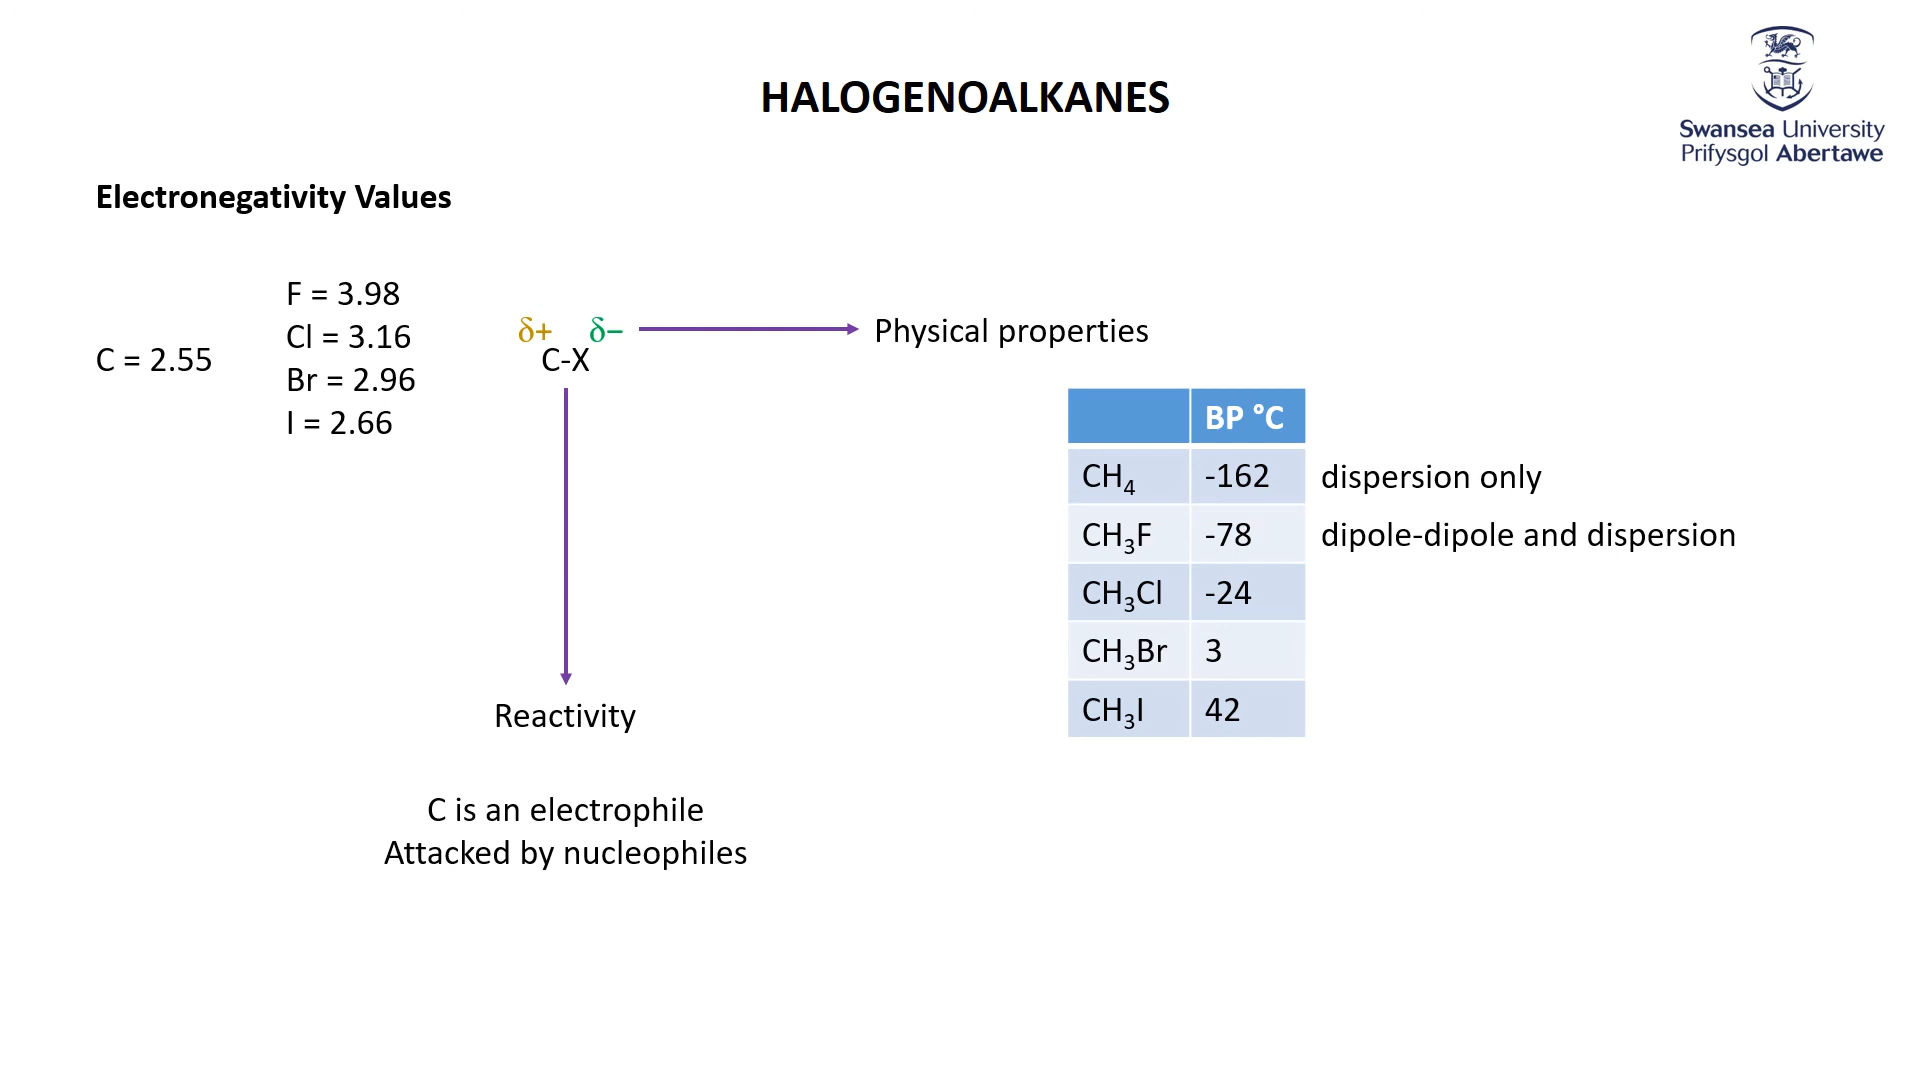 HALOGENOALKANES
Swansea University
Prifysgol Abertawe
Electronegativity Values
C = 2.55
F = 3.98
Cl = 3.16
Br = 2.96
I = 2.66
δ+ δ−
C-X
Physical properties
BP °C
CH₄ -162 dispersion only
CH₃F -78 dipole-dipole and dispersion
CH₃Cl -24
CH₃Br 3
CH₃I 42
Reactivity
C is an electrophile
Attacked by nucleophiles